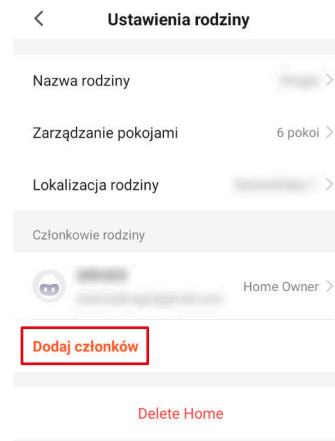 Ustawienia rodziny
Nazwa rodziny
Zarządzanie pokojami 6 pokoi
Lokalizacja rodziny
Członkowie rodziny
Home Owner
Dodaj członków
Delete Home